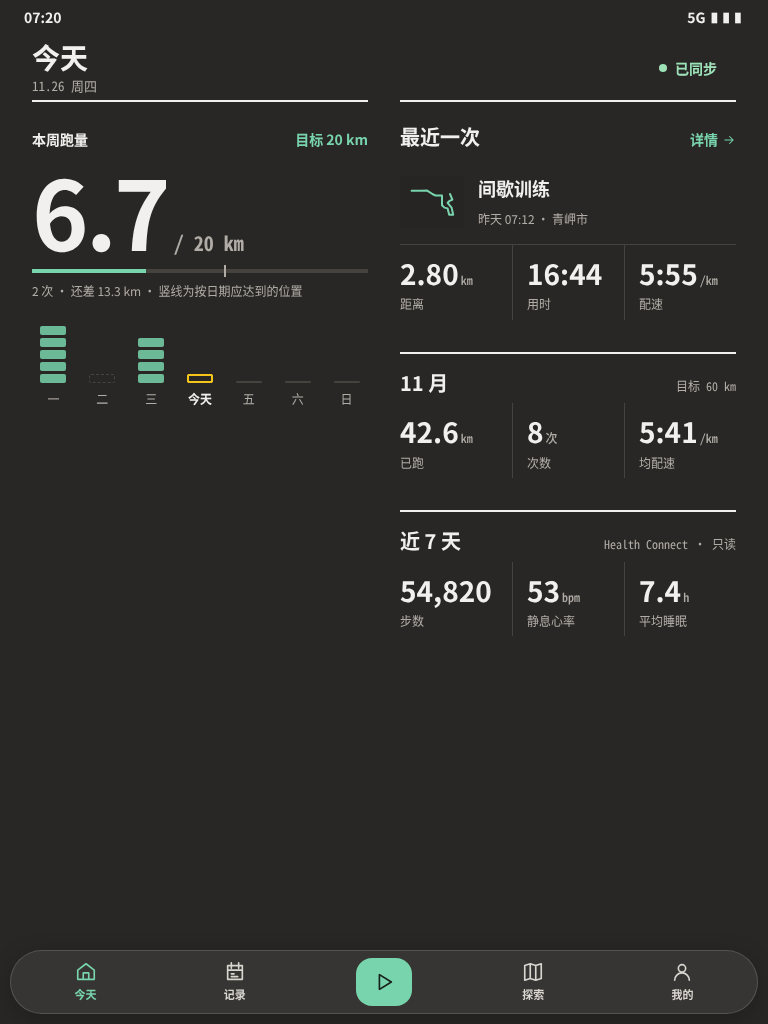 07:20
5G
今天
11.26 周四
已同步
本周跑量
目标 20 km
6.7 / 20 km
2 次 · 还差 13.3 km · 竖线为按日期应达到的位置
一 二 三 今天 五 六 日
最近一次
详情 →
间歇训练
昨天 07:12 · 青岬市
2.80 km 16:44 5:55 /km
距离 用时 配速
11 月
目标 60 km
42.6 km 8 次 5:41 /km
已跑 次数 均配速
近 7 天
Health Connect · 只读
54,820 53 bpm 7.4 h
步数 静息心率 平均睡眠
今天 记录 探索 我的